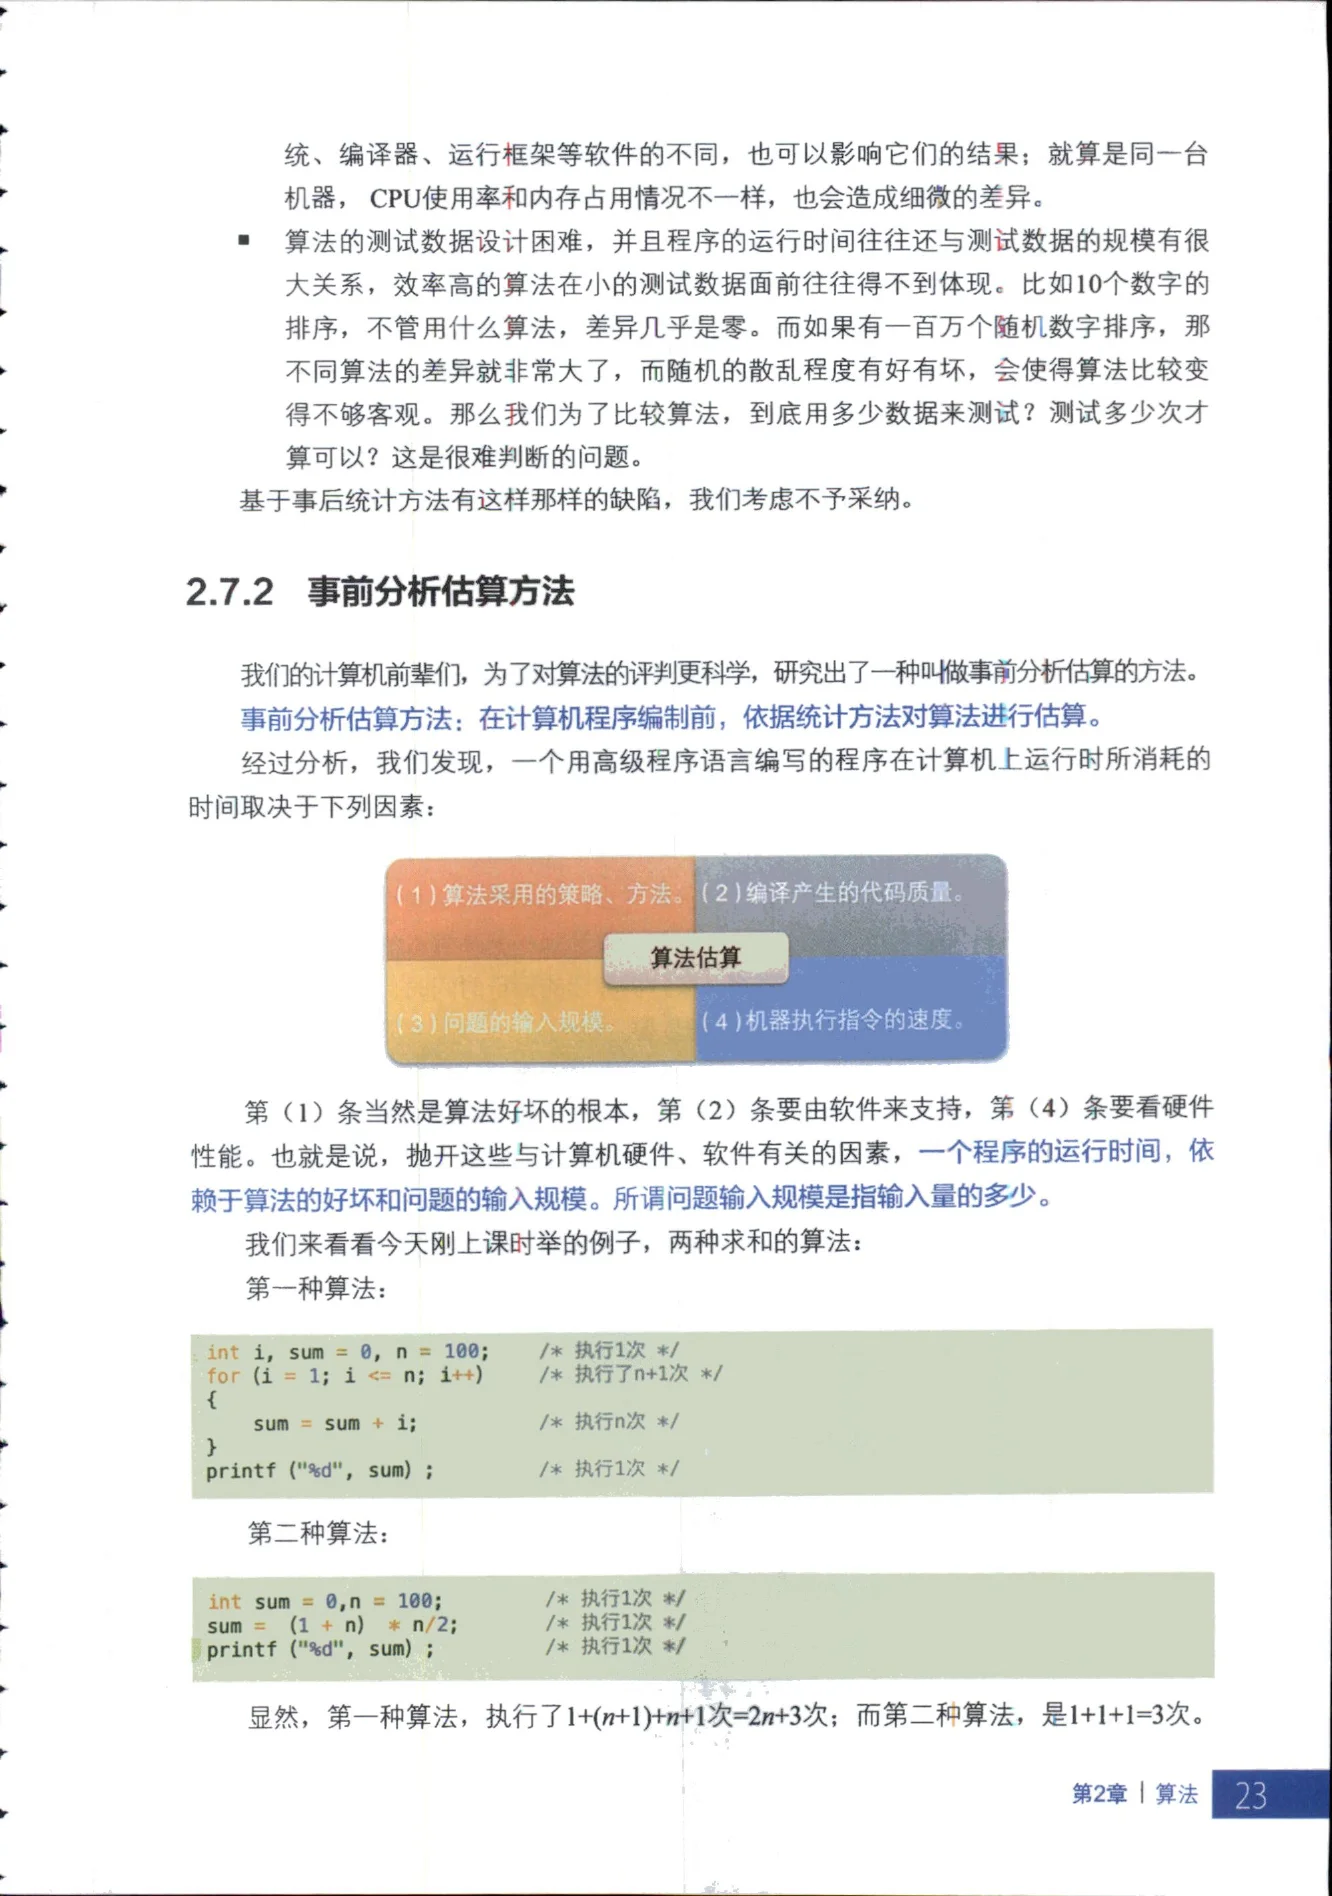 统、编译器、运行框架等软件的不同，也可以影响它们的结果；就算是同一台
机器， CPU使用率和内存占用情况不一样，也会造成细微的差异。
■ 算法的测试数据设计困难，并且程序的运行时间往往还与测试数据的规模有很
大关系，效率高的算法在小的测试数据面前往往得不到体现。比如10个数字的
排序，不管用什么算法，差异几乎是零。而如果有一百万个随机数字排序，那
不同算法的差异就非常大了，而随机的散乱程度有好有坏，会使得算法比较变
得不够客观。那么我们为了比较算法，到底用多少数据来测试？测试多少次才
算可以？这是很难判断的问题。
基于事后统计方法有这样那样的缺陷，我们考虑不予采纳。
2.7.2 事前分析估算方法
我们的计算机前辈们，为了对算法的评判更科学，研究出了一种叫做事前分析估算的方法。
事前分析估算方法：在计算机程序编制前，依据统计方法对算法进行估算。
经过分析，我们发现，一个用高级程序语言编写的程序在计算机上运行时所消耗的
时间取决于下列因素：
（1）算法采用的策略、方法。
（2）编译产生的代码质量。
算法估算
（3）问题的输入规模。
（4）机器执行指令的速度。
第（1）条当然是算法好坏的根本，第（2）条要由软件来支持，第（4）条要看硬件
性能。也就是说，抛开这些与计算机硬件、软件有关的因素，一个程序的运行时间，依
赖于算法的好坏和问题的输入规模。所谓问题输入规模是指输入量的多少。
我们来看看今天刚上课时举的例子，两种求和的算法：
第一种算法：
int i, sum = 0, n = 100; /* 执行1次 */
for (i = 1; i <= n; i++) /* 执行了n+1次 */
{
sum = sum + i; /* 执行n次 */
}
printf ("%d", sum) ; /* 执行1次 */
第二种算法：
int sum = 0,n = 100; /* 执行1次 */
sum = (1 + n) * n/2; /* 执行1次 */
printf ("%d", sum) ; /* 执行1次 */
显然，第一种算法，执行了1+(n+1)+n+1次=2n+3次；而第二种算法，是1+1+1=3次。
第2章 | 算法 23